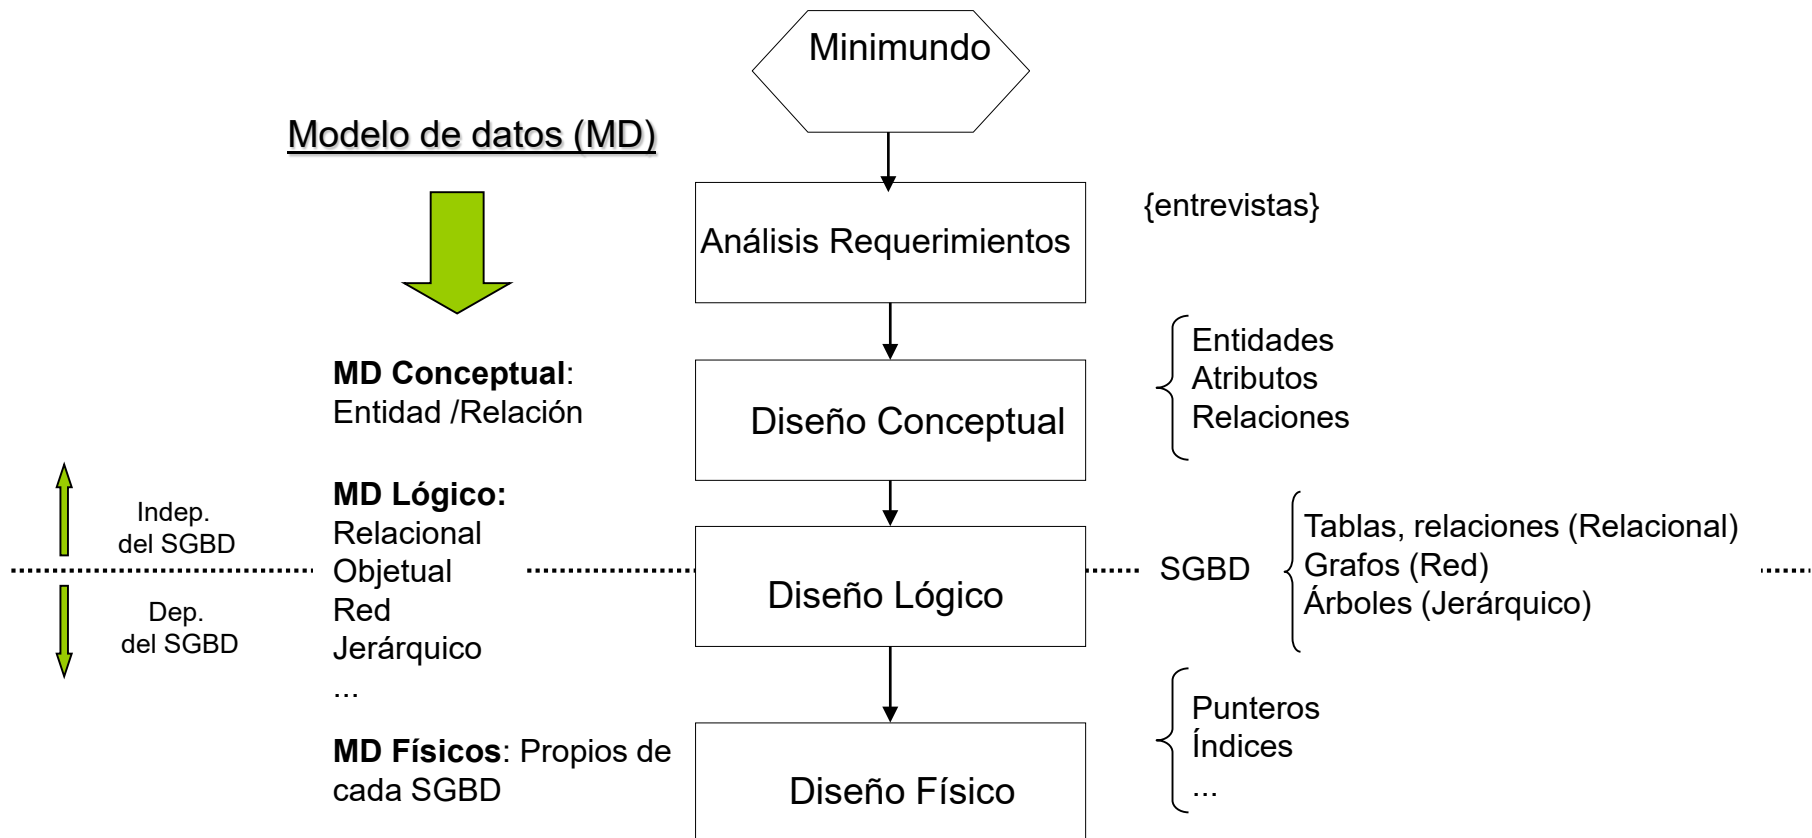 Minimundo
Modelo de datos (MD)
Análisis Requerimientos
{entrevistas}
MD Conceptual:
Entidad /Relación
Diseño Conceptual
Entidades
Atributos
Relaciones
Indep.
del SGBD
Dep.
del SGBD
MD Lógico:
Relacional
Objetual
Red
Jerárquico
...
Diseño Lógico
SGBD
Tablas, relaciones (Relacional)
Grafos (Red)
Árboles (Jerárquico)
MD Físicos: Propios de
cada SGBD
Diseño Físico
Punteros
Índices
...